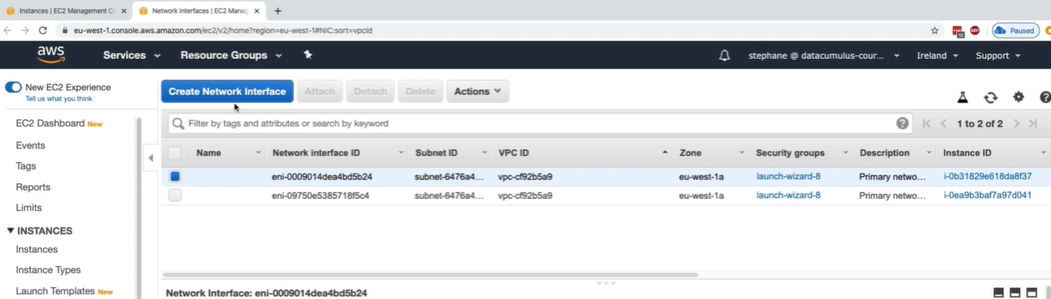 Instances | EC2 Management Co
Network interfaces | EC2 Manag
eu-west-1.console.aws.amazon.com/ec2/v2/home?region=eu-west-1#NIC:sort=vpcId
ABP
Paused
aws
Services
Resource Groups
stephane @ datacumulus-cour...
Ireland
Support
New EC2 Experience
Tell us what you think
EC2 Dashboard New
Events
Tags
Reports
Limits
INSTANCES
Instances
Instance Types
Launch Templates New
Create Network Interface
Attach
Detach
Delete
Actions
Filter by tags and attributes or search by keyword
1 to 2 of 2
Name Network interface ID Subnet ID VPC ID Zone Security groups Description Instance ID
eni-0009014dea4bd5b24 subnet-6476a4... vpc-cf92b5a9 eu-west-1a launch-wizard-8 Primary netwo... i-0b31829e618da8f37
eni-09750e5385718f5c4 subnet-6476a4... vpc-cf92b5a9 eu-west-1a launch-wizard-8 Primary netwo... i-0ea9b3baf7a97d041
Network Interface: eni-0009014dea4bd5b24